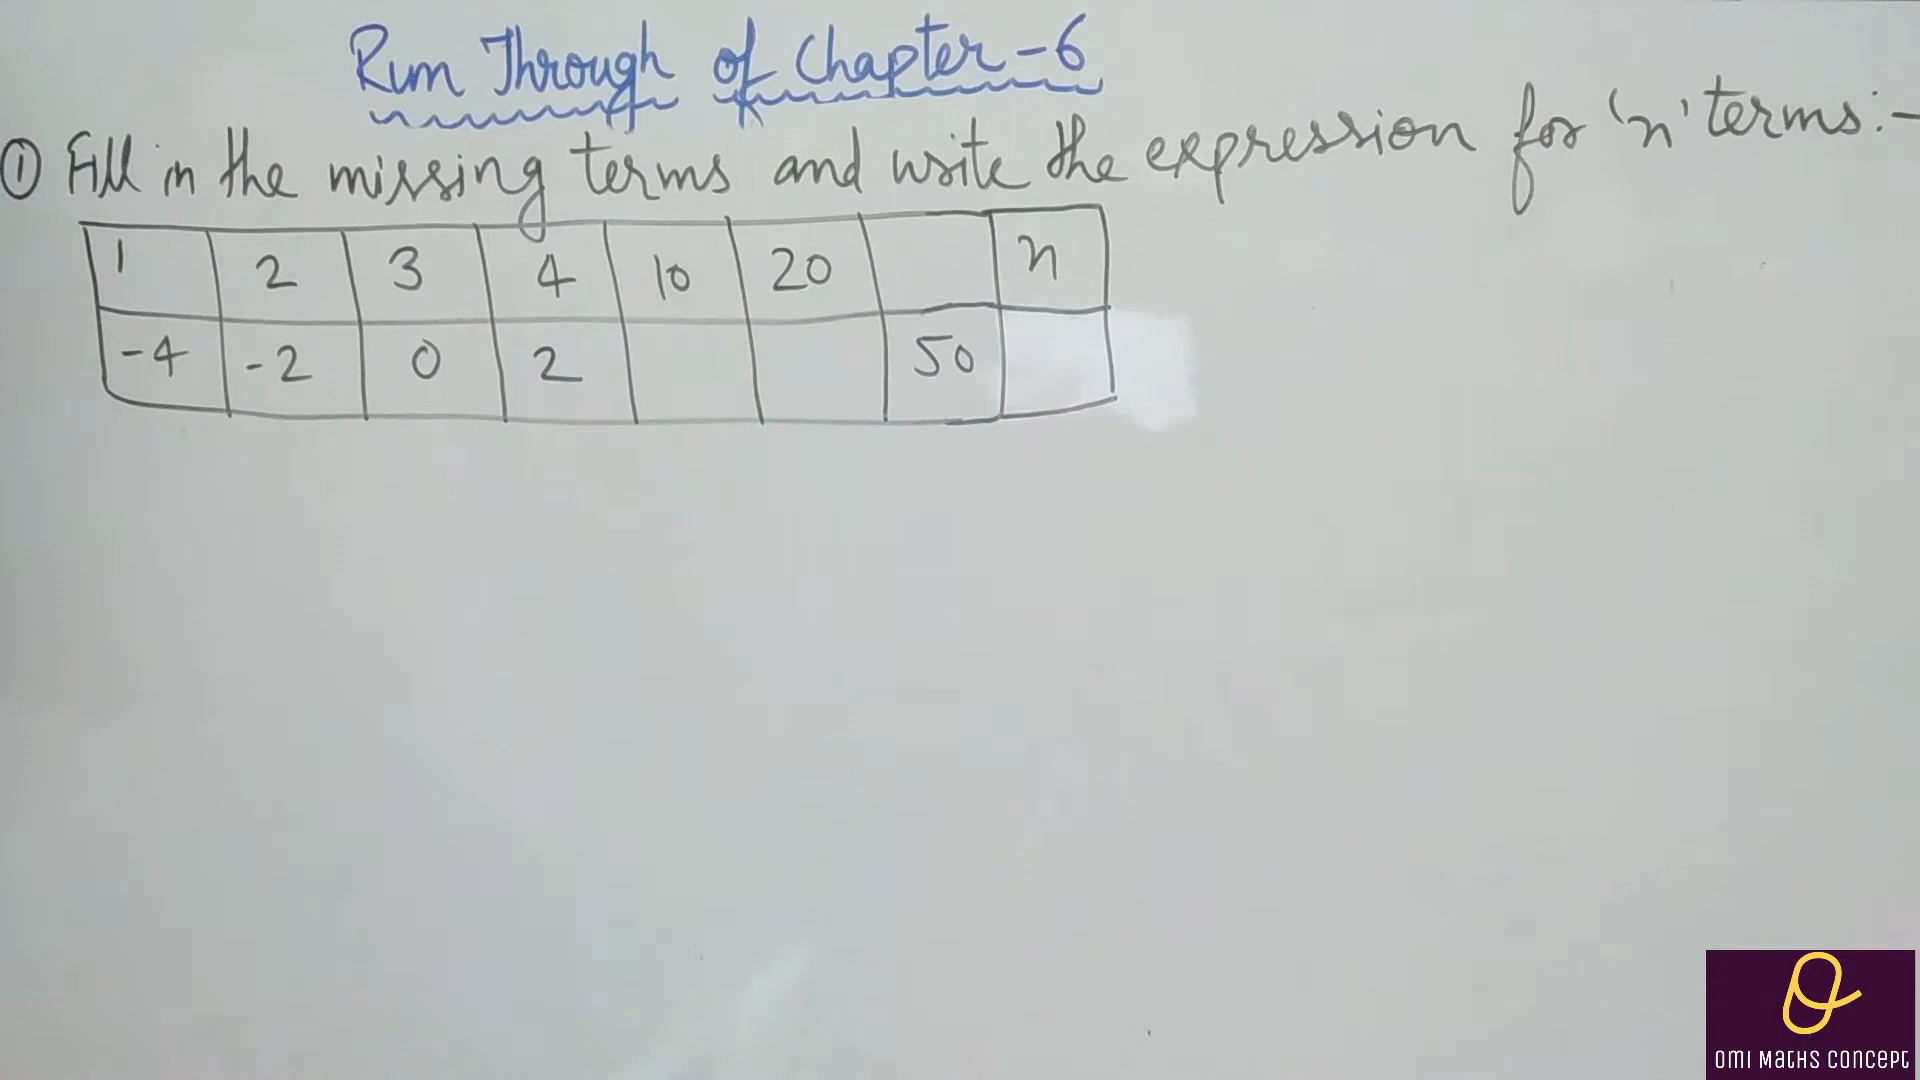 Run Through of Chapter-6
① Fill in the missing terms and write the expression for 'n' terms:-
1 2 3 4 10 20 n
-4 -2 0 2 50
OMI MATHS CONCEPT